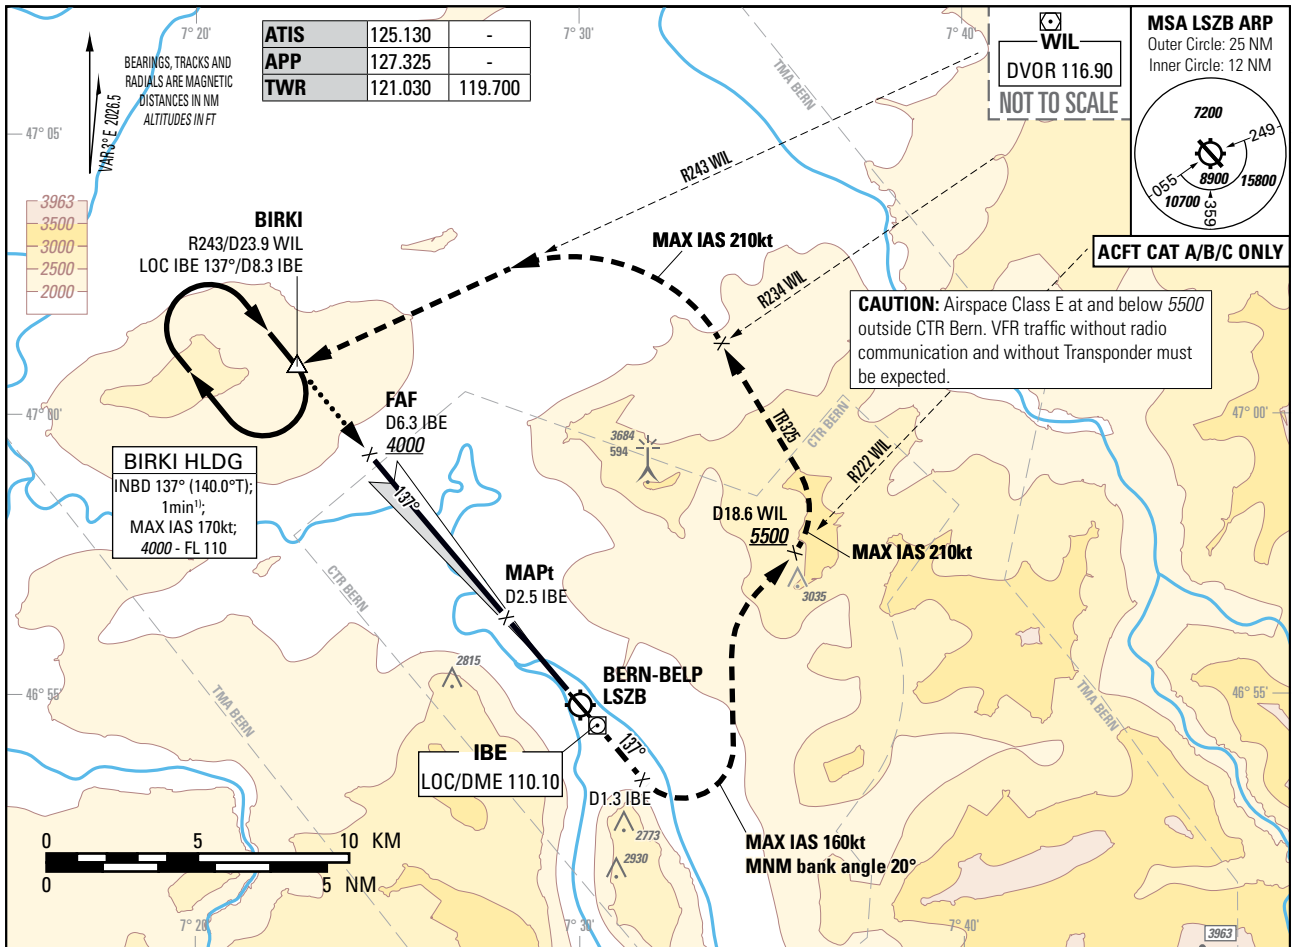 7° 20'
7° 30'
7° 40'
ATIS 125.130 -
APP 127.325 -
TWR 121.030 119.700
BEARINGS, TRACKS AND
RADIALS ARE MAGNETIC
DISTANCES IN NM
ALTITUDES IN FT
VAR 3° E 2026.5
WIL
DVOR 116.90
NOT TO SCALE
MSA LSZB ARP
Outer Circle: 25 NM
Inner Circle: 12 NM
7200
249
055
8900
15800
10700
359
ACFT CAT A/B/C ONLY
TMA BERN
47° 05'
R243 WIL
3963
3500
3000
2500
2000
BIRKI
R243/D23.9 WIL
LOC IBE 137°/D8.3 IBE
MAX IAS 210kt
R234 WIL
CAUTION: Airspace Class E at and below 5500
outside CTR Bern. VFR traffic without radio
communication and without Transponder must
be expected.
47° 00'
47° 00'
FAF
D6.3 IBE
4000
TR325
CTR BERN
3684
594
R222 WIL
BIRKI HLDG
INBD 137° (140.0°T);
1min¹⁾;
MAX IAS 170kt;
4000 - FL 110
137°
D18.6 WIL
5500
MAX IAS 210kt
3035
CTR BERN
MAPt
D2.5 IBE
2815
BERN-BELP
LSZB
46° 55'
46° 55'
TMA BERN
TMA BERN
IBE
LOC/DME 110.10
137°
D1.3 IBE
2773
2930
MAX IAS 160kt
MNM bank angle 20°
0 5 10 KM
0 5 NM
7° 20'
7° 30'
7° 40'
3963